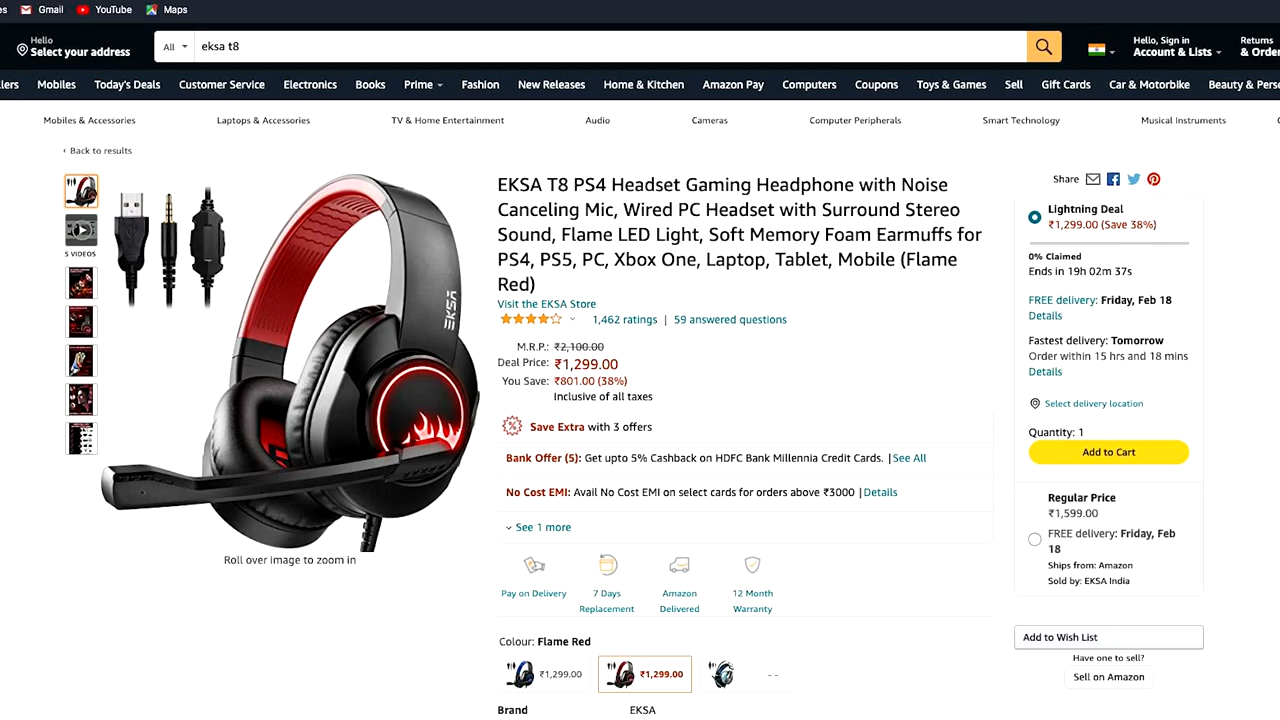 es Gmail YouTube Maps
Hello
Select your address
All eksa t8
Hello, Sign in
Account & Lists
Returns
& Order
lers Mobiles Today's Deals Customer Service Electronics Books Prime Fashion New Releases Home & Kitchen Amazon Pay Computers Coupons Toys & Games Sell Gift Cards Car & Motorbike Beauty & Perso
Mobiles & Accessories Laptops & Accessories TV & Home Entertainment Audio Cameras Computer Peripherals Smart Technology Musical Instruments
‹ Back to results
5 VIDEOS
EKSA
Roll over image to zoom in
EKSA T8 PS4 Headset Gaming Headphone with Noise
Canceling Mic, Wired PC Headset with Surround Stereo
Sound, Flame LED Light, Soft Memory Foam Earmuffs for
PS4, PS5, PC, Xbox One, Laptop, Tablet, Mobile (Flame
Red)
Visit the EKSA Store
1,462 ratings | 59 answered questions
M.R.P.: ₹2,100.00
Deal Price: ₹1,299.00
You Save: ₹801.00 (38%)
Inclusive of all taxes
Save Extra with 3 offers
Bank Offer (5): Get upto 5% Cashback on HDFC Bank Millennia Credit Cards. | See All
No Cost EMI: Avail No Cost EMI on select cards for orders above ₹3000 | Details
See 1 more
Pay on Delivery
7 Days
Replacement
Amazon
Delivered
12 Month
Warranty
Colour: Flame Red
₹1,299.00 ₹1,299.00 - -
Brand EKSA
Share
Lightning Deal
₹1,299.00 (Save 38%)
0% Claimed
Ends in 19h 02m 37s
FREE delivery: Friday, Feb 18
Details
Fastest delivery: Tomorrow
Order within 15 hrs and 18 mins
Details
Select delivery location
Quantity: 1
Add to Cart
Regular Price
₹1,599.00
FREE delivery: Friday, Feb
18
Ships from: Amazon
Sold by: EKSA India
Add to Wish List
Have one to sell?
Sell on Amazon